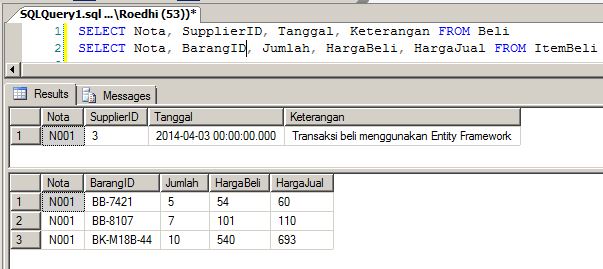 SQLQuery1.sql ...\Roedhi (53))*
1 SELECT Nota, SupplierID, Tanggal, Keterangan FROM Beli
2 SELECT Nota, BarangID, Jumlah, HargaBeli, HargaJual FROM ItemBeli
Results Messages
Nota SupplierID Tanggal Keterangan
1 N001 3 2014-04-03 00:00:00.000 Transaksi beli menggunakan Entity Framework
Nota BarangID Jumlah HargaBeli HargaJual
1 N001 BB-7421 5 54 60
2 N001 BB-8107 7 101 110
3 N001 BK-M18B-44 10 540 693